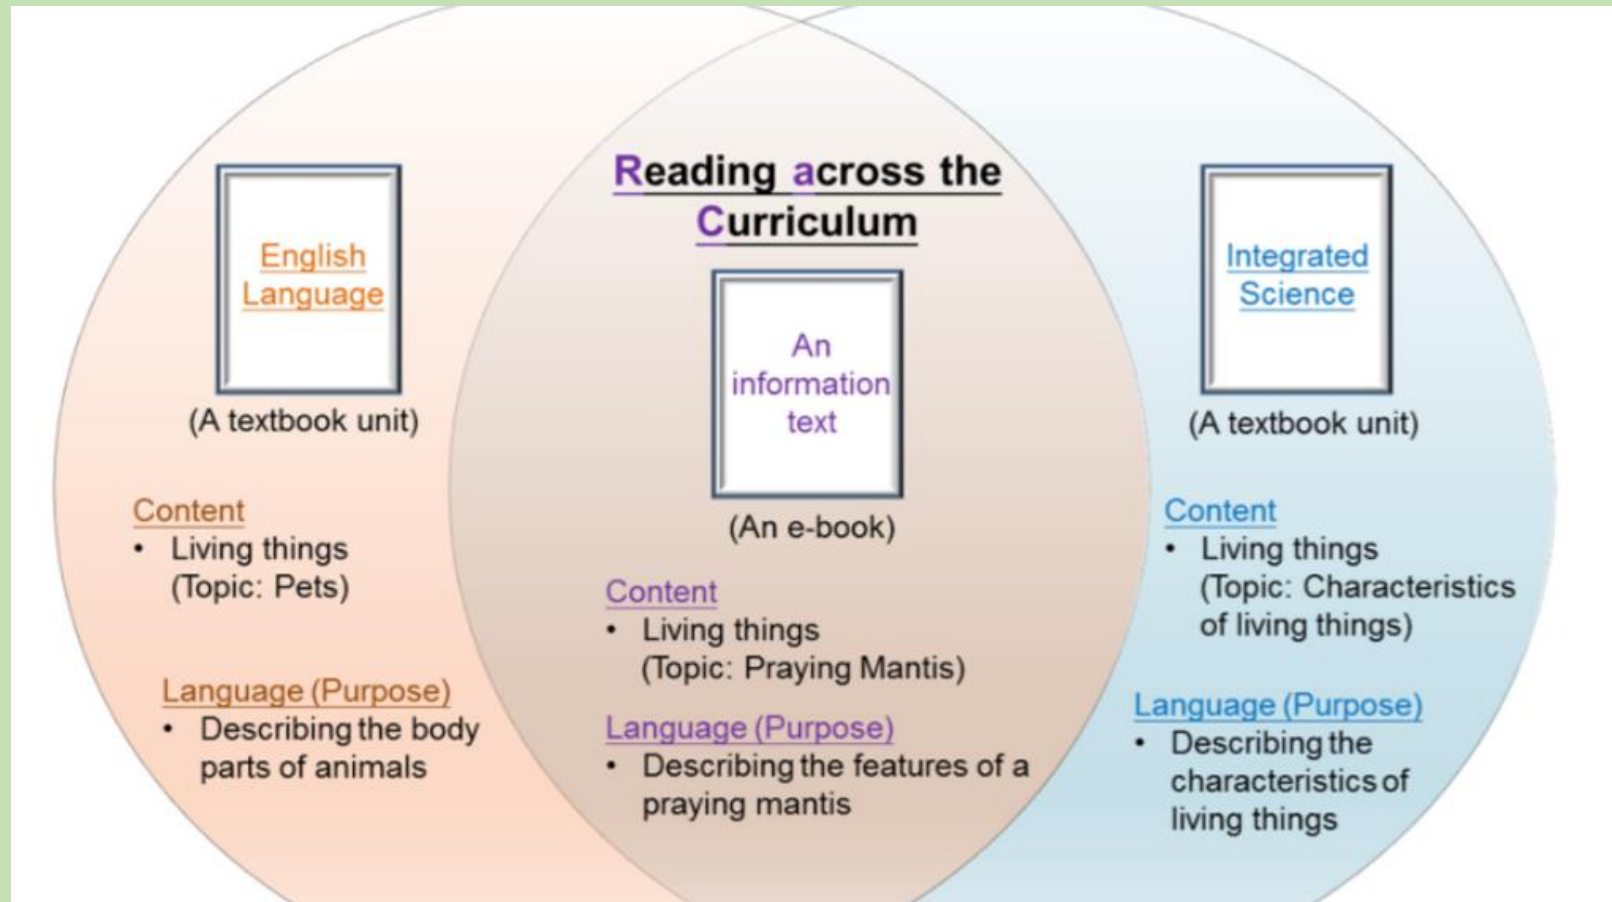 English
Language
(A textbook unit)
Content
• Living things
(Topic: Pets)
Language (Purpose)
• Describing the body
parts of animals
Reading across the
Curriculum
An
information
text
(An e-book)
Content
• Living things
(Topic: Praying Mantis)
Language (Purpose)
• Describing the features of a
praying mantis
Integrated
Science
(A textbook unit)
Content
• Living things
(Topic: Characteristics
of living things)
Language (Purpose)
• Describing the
characteristics of
living things